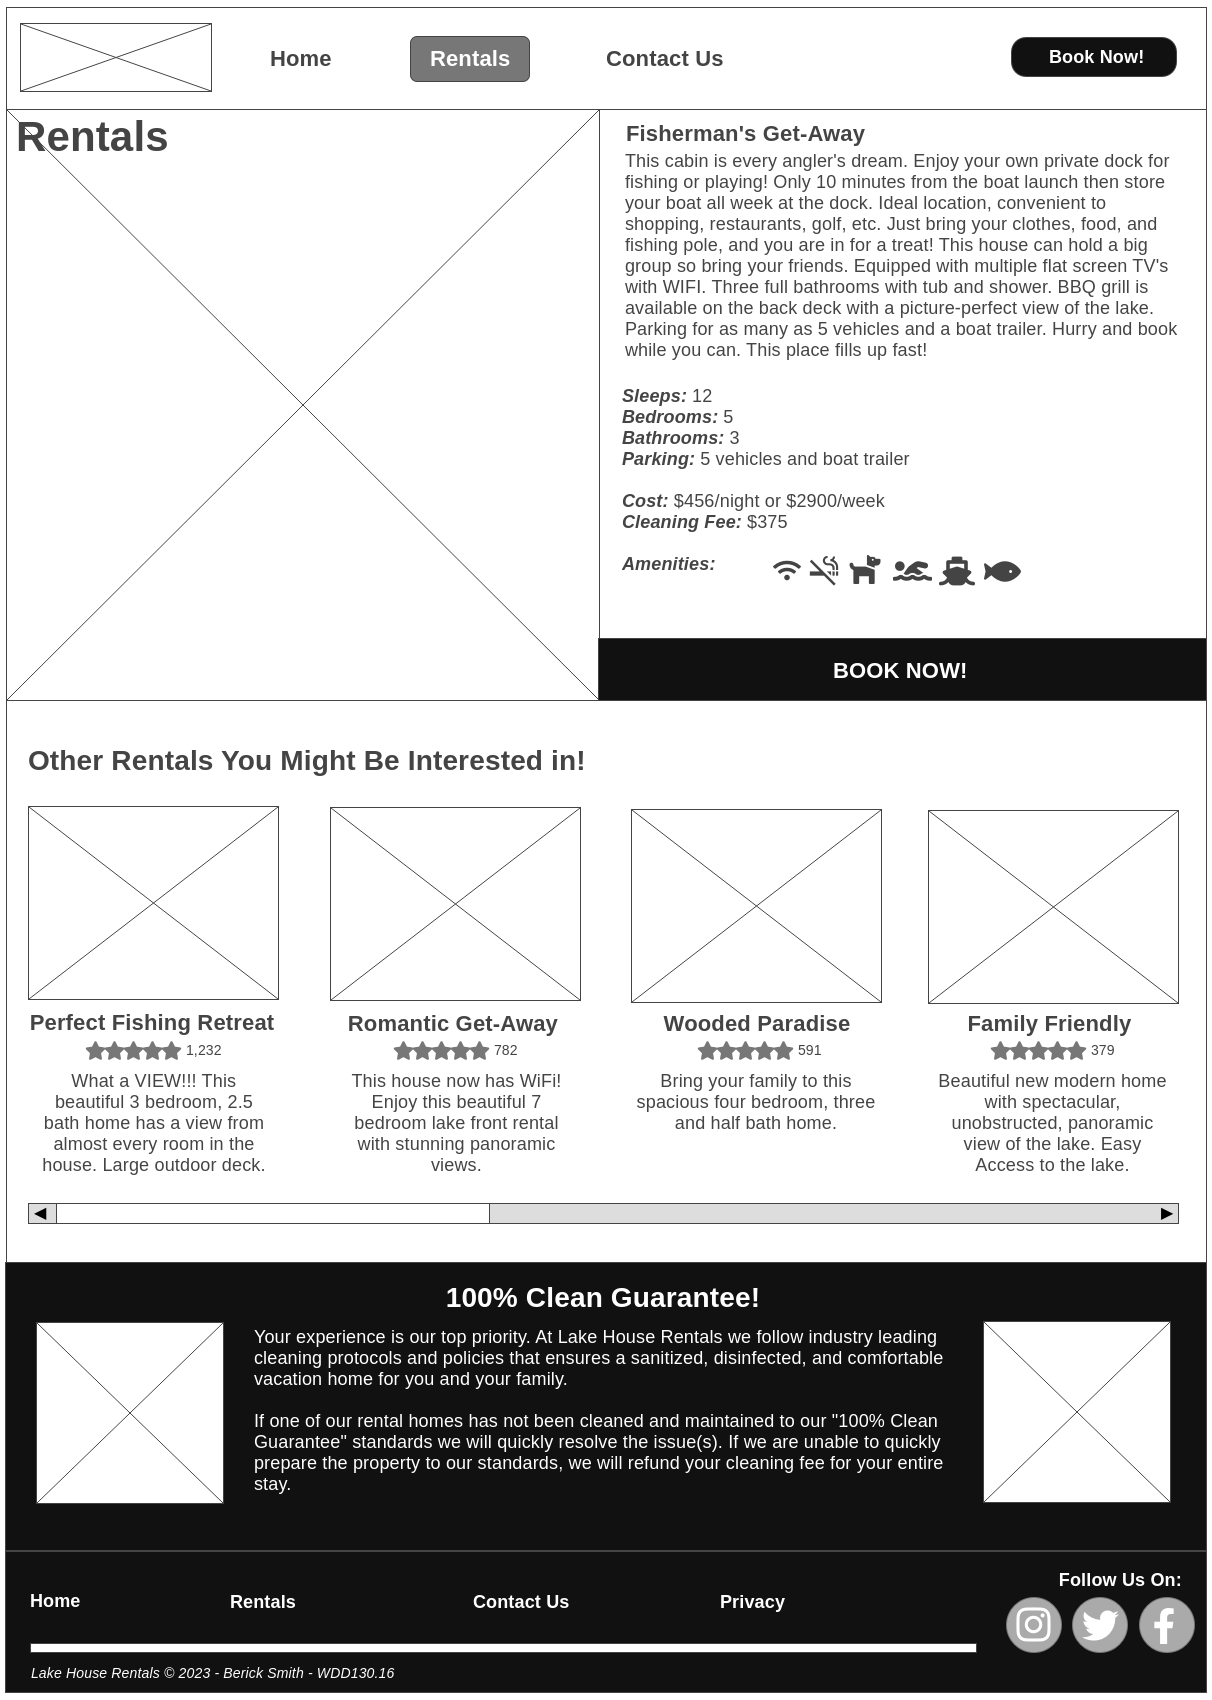 Home
Rentals
Contact Us
Book Now!
Rentals
Fisherman's Get-Away
This cabin is every angler's dream. Enjoy your own private dock for
fishing or playing! Only 10 minutes from the boat launch then store
your boat all week at the dock. Ideal location, convenient to
shopping, restaurants, golf, etc. Just bring your clothes, food, and
fishing pole, and you are in for a treat! This house can hold a big
group so bring your friends. Equipped with multiple flat screen TV's
with WIFI. Three full bathrooms with tub and shower. BBQ grill is
available on the back deck with a picture-perfect view of the lake.
Parking for as many as 5 vehicles and a boat trailer. Hurry and book
while you can. This place fills up fast!
Sleeps: 12
Bedrooms: 5
Bathrooms: 3
Parking: 5 vehicles and boat trailer
Cost: $456/night or $2900/week
Cleaning Fee: $375
Amenities:
BOOK NOW!
Other Rentals You Might Be Interested in!
Perfect Fishing Retreat
1,232
What a VIEW!!! This
beautiful 3 bedroom, 2.5
bath home has a view from
almost every room in the
house. Large outdoor deck.
Romantic Get-Away
782
This house now has WiFi!
Enjoy this beautiful 7
bedroom lake front rental
with stunning panoramic
views.
Wooded Paradise
591
Bring your family to this
spacious four bedroom, three
and half bath home.
Family Friendly
379
Beautiful new modern home
with spectacular,
unobstructed, panoramic
view of the lake. Easy
Access to the lake.
100% Clean Guarantee!
Your experience is our top priority. At Lake House Rentals we follow industry leading
cleaning protocols and policies that ensures a sanitized, disinfected, and comfortable
vacation home for you and your family.
If one of our rental homes has not been cleaned and maintained to our "100% Clean
Guarantee" standards we will quickly resolve the issue(s). If we are unable to quickly
prepare the property to our standards, we will refund your cleaning fee for your entire
stay.
Home
Rentals
Contact Us
Privacy
Follow Us On:
Lake House Rentals © 2023 - Berick Smith - WDD130.16